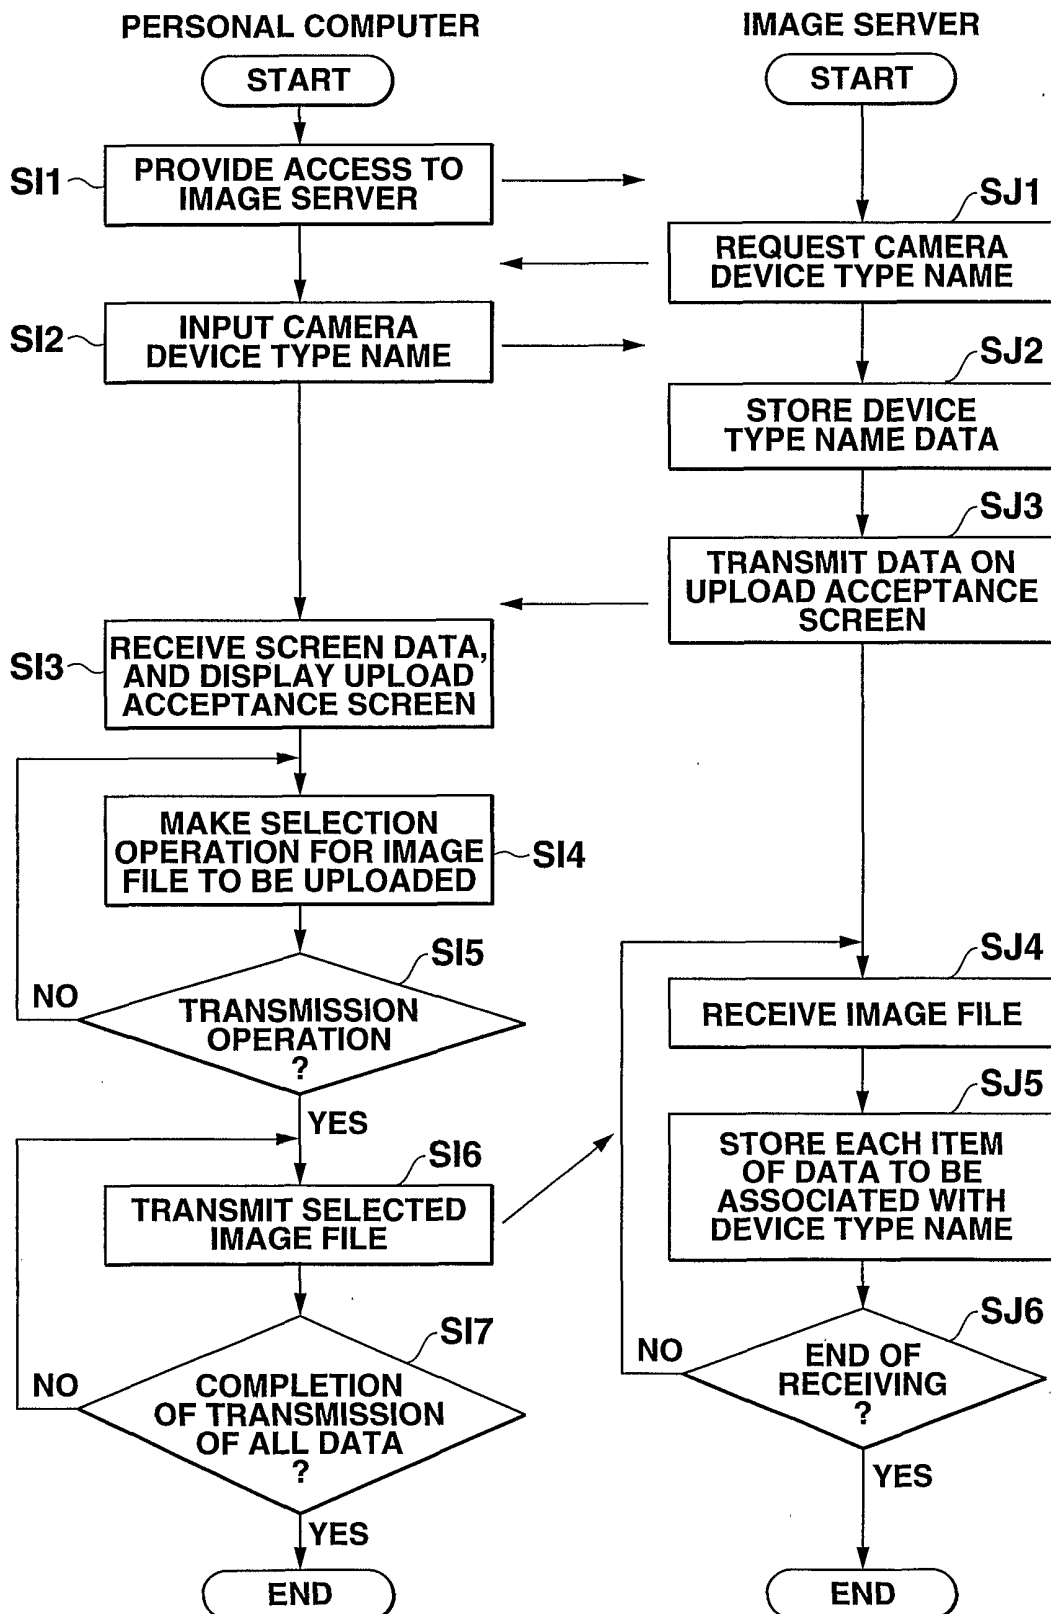 PERSONAL COMPUTER
START
SI1
PROVIDE ACCESS TO
IMAGE SERVER
SI2
INPUT CAMERA
DEVICE TYPE NAME
SI3
RECEIVE SCREEN DATA,
AND DISPLAY UPLOAD
ACCEPTANCE SCREEN
MAKE SELECTION
OPERATION FOR IMAGE
FILE TO BE UPLOADED
SI4
SI5
NO
TRANSMISSION
OPERATION
?
YES
SI6
TRANSMIT SELECTED
IMAGE FILE
SI7
NO
COMPLETION
OF TRANSMISSION
OF ALL DATA
?
YES
END
IMAGE SERVER
START
SJ1
REQUEST CAMERA
DEVICE TYPE NAME
SJ2
STORE DEVICE
TYPE NAME DATA
SJ3
TRANSMIT DATA ON
UPLOAD ACCEPTANCE
SCREEN
SJ4
RECEIVE IMAGE FILE
SJ5
STORE EACH ITEM
OF DATA TO BE
ASSOCIATED WITH
DEVICE TYPE NAME
SJ6
NO
END OF
RECEIVING
?
YES
END